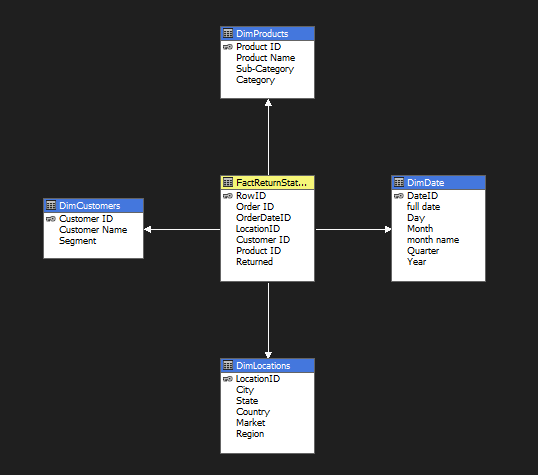 DimProducts
Product ID
Product Name
Sub-Category
Category
FactReturnStat...
RowID
Order ID
OrderDateID
LocationID
Customer ID
Product ID
Returned
DimCustomers
Customer ID
Customer Name
Segment
DimDate
DateID
full date
Day
Month
month name
Quarter
Year
DimLocations
LocationID
City
State
Country
Market
Region